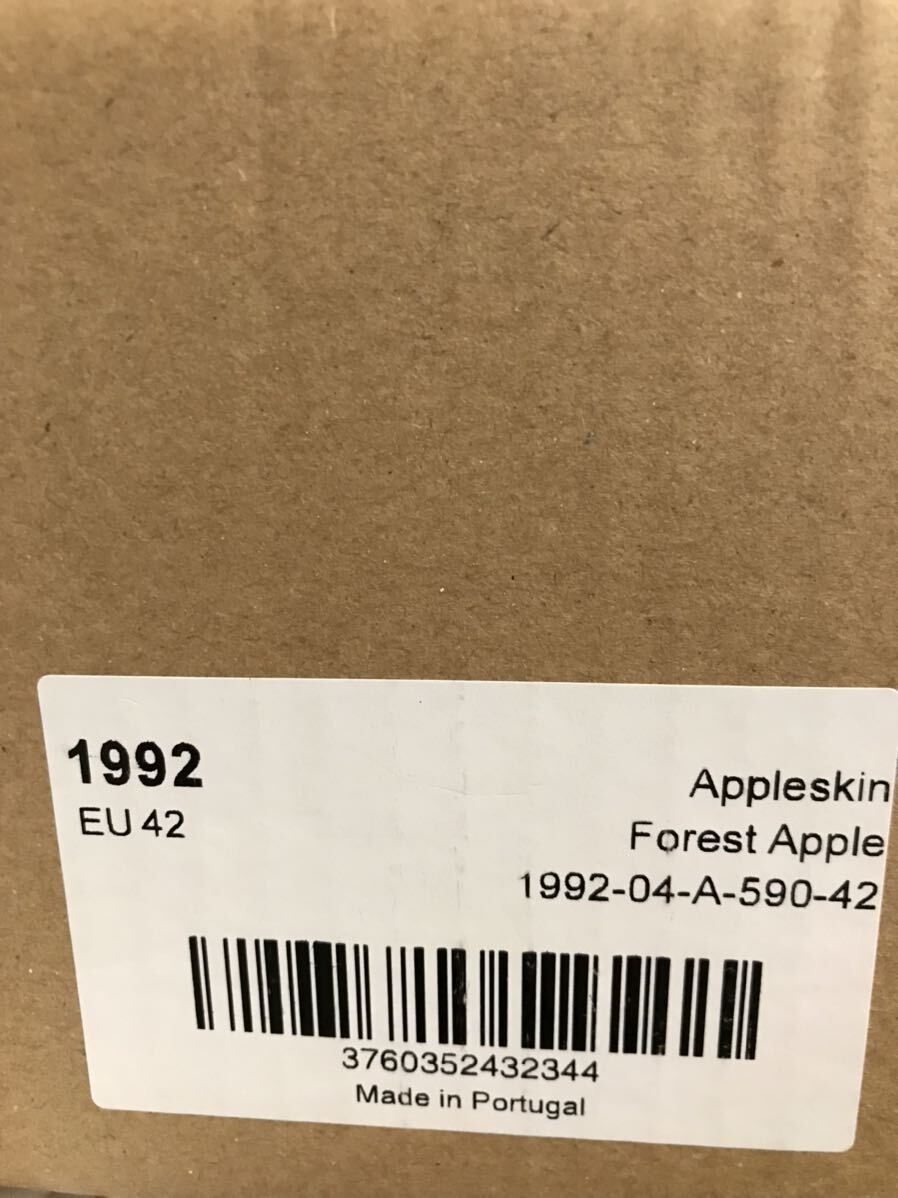 1992
EU 42
Appleskin
Forest Apple
1992-04-A-590-42
3760352432344
Made in Portugal